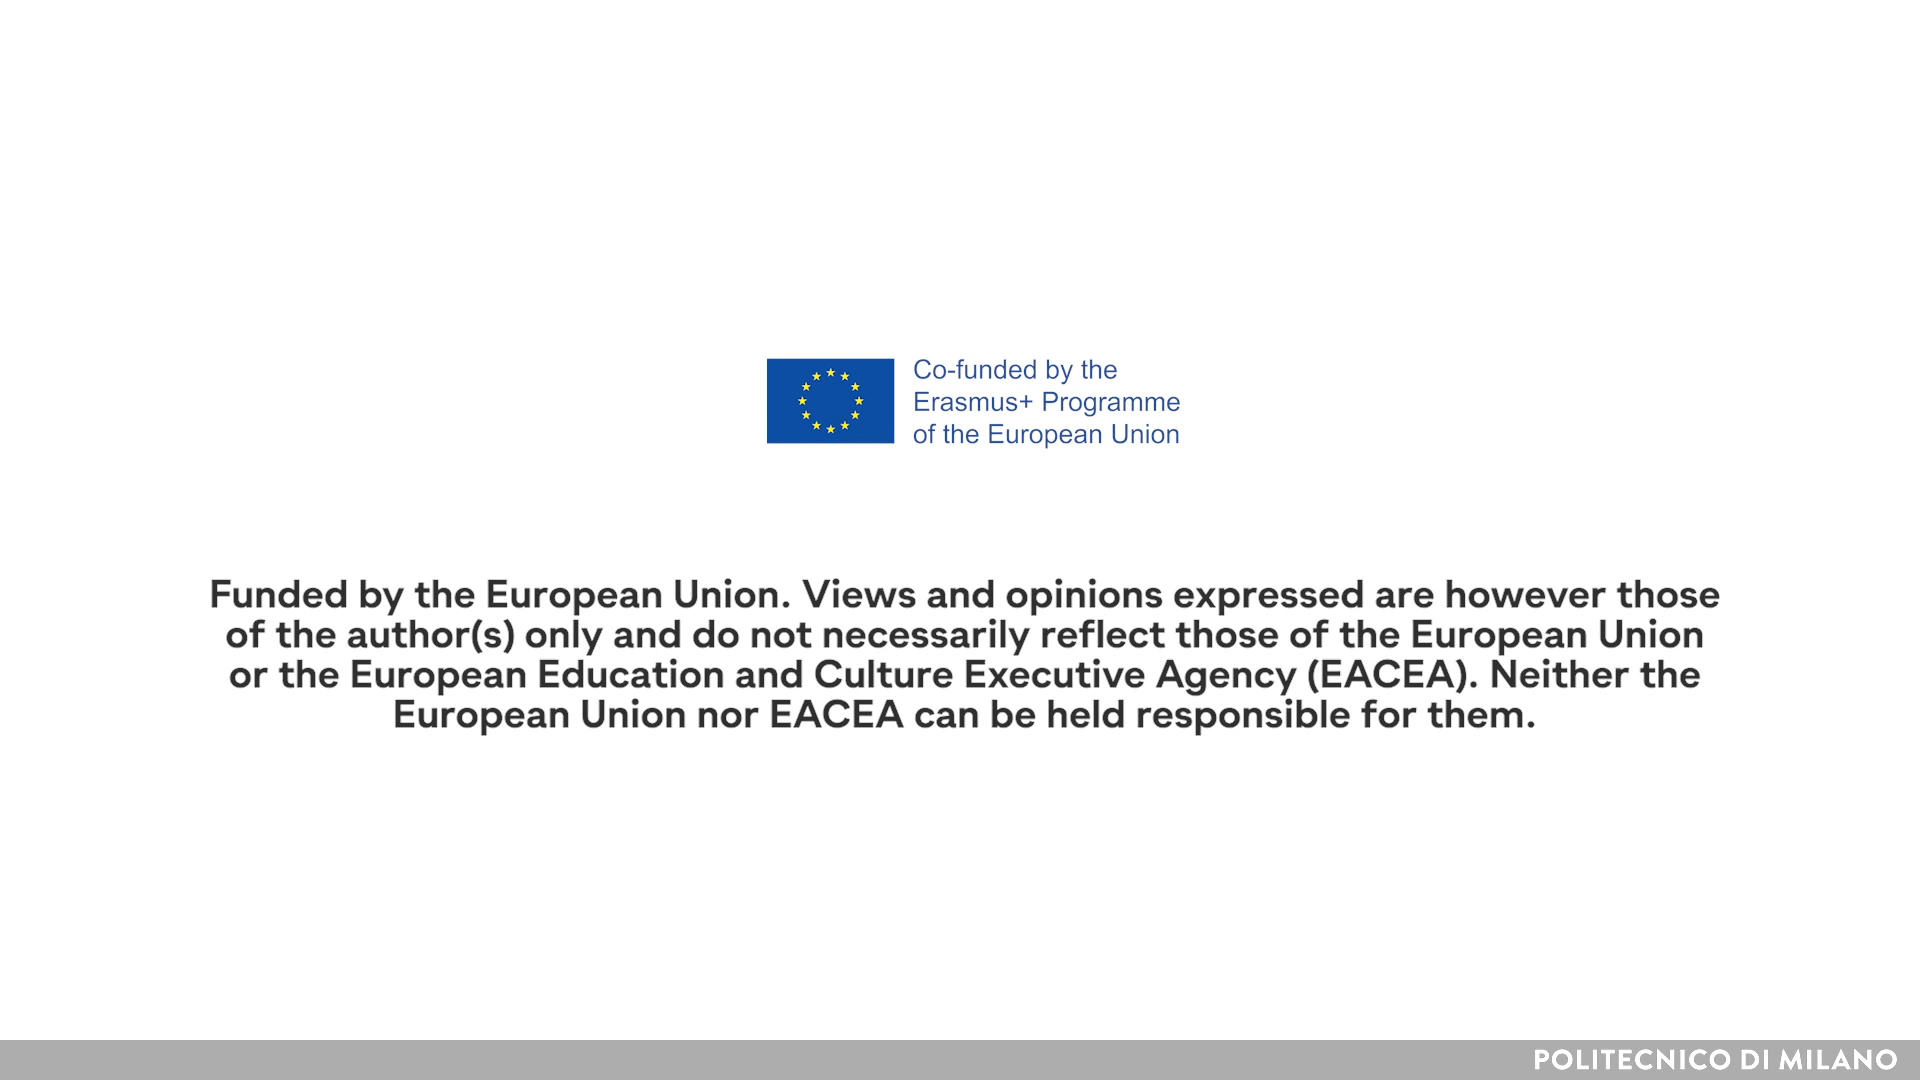 Co-funded by the
Erasmus+ Programme
of the European Union
Funded by the European Union. Views and opinions expressed are however those
of the author(s) only and do not necessarily reflect those of the European Union
or the European Education and Culture Executive Agency (EACEA). Neither the
European Union nor EACEA can be held responsible for them.
POLITECNICO DI MILANO